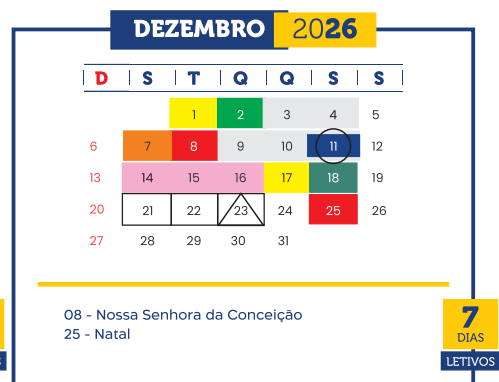 DEZEMBRO 2026
D S T Q Q S S
1 2 3 4 5
6 7 8 9 10 11 12
13 14 15 16 17 18 19
20 21 22 23 24 25 26
27 28 29 30 31
08 - Nossa Senhora da Conceição
25 - Natal
7
DIAS
LETIVOS